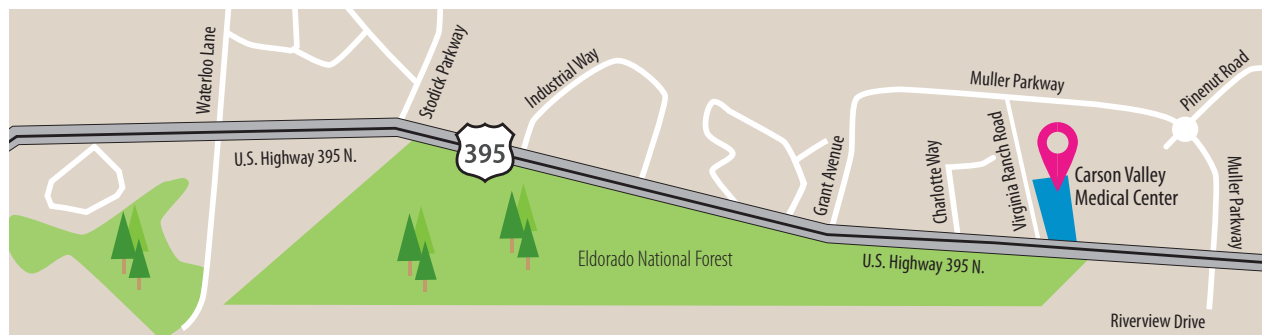 Waterloo Lane
Stodick Parkway
Industrial Way
Muller Parkway
Pinenut Road
U.S. Highway 395 N.
395
Grant Avenue
Charlotte Way
Virginia Ranch Road
Carson Valley
Medical Center
Muller Parkway
Eldorado National Forest
U.S. Highway 395 N.
Riverview Drive